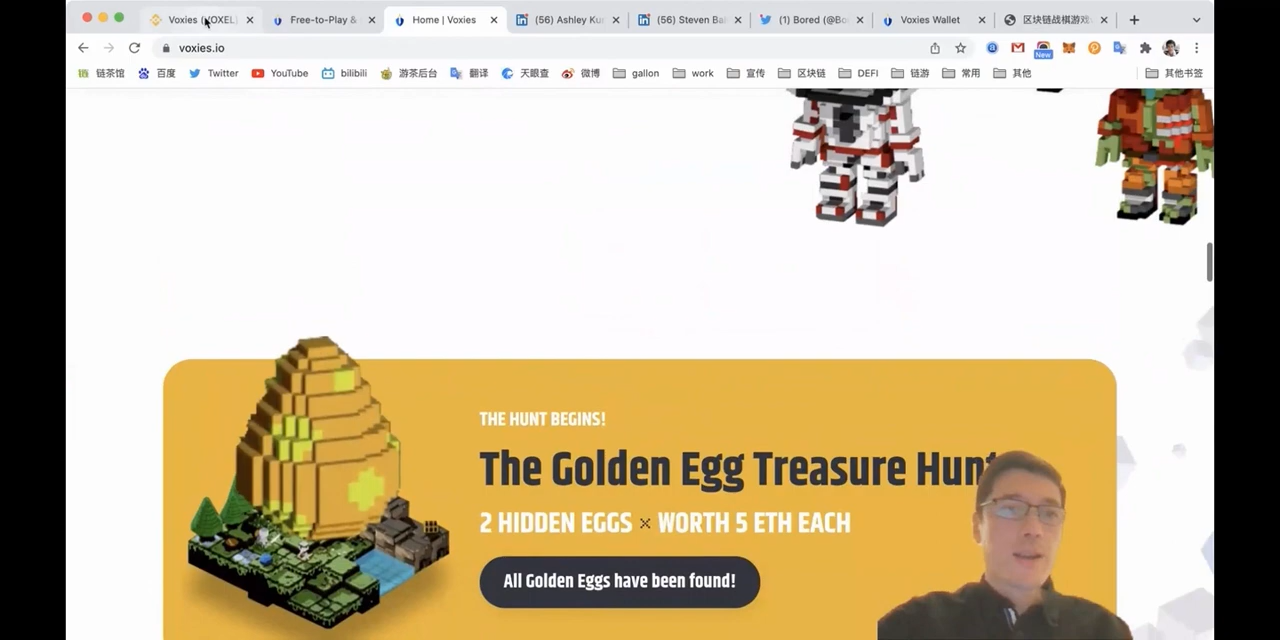 Voxies (VOXEL)
Free-to-Play &
Home | Voxies
(56) Ashley Ku
(56) Steven Ba
(1) Bored (@Bo
Voxies Wallet
区块链战棋游戏
voxies.io
New
链茶馆
百度
Twitter
YouTube
bilibili
游茶后台
翻译
天眼查
微博
gallon
work
宣传
区块链
DEFI
链游
常用
其他
其他书签
THE HUNT BEGINS!
The Golden Egg Treasure Hunt
2 HIDDEN EGGS × WORTH 5 ETH EACH
All Golden Eggs have been found!